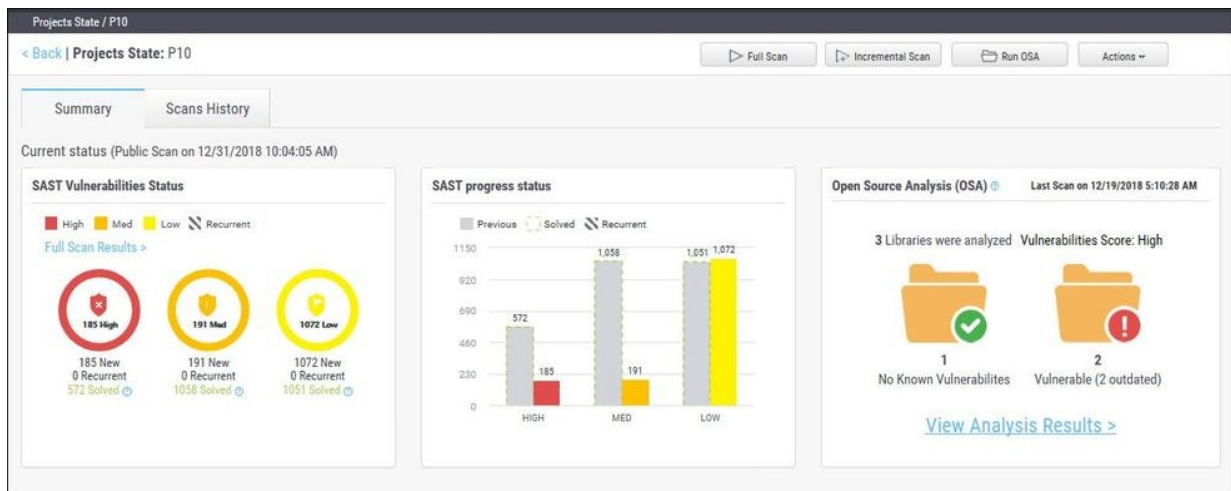 Projects State / P10
< Back | Projects State: P10
Full Scan
Incremental Scan
Run OSA
Actions
Summary
Scans History
Current status (Public Scan on 12/31/2018 10:04:05 AM)
SAST Vulnerabilities Status
High Med Low Recurrent
Full Scan Results >
185 High
191 Med
1072 Low
185 New
0 Recurrent
572 Solved
191 New
0 Recurrent
1058 Solved
1072 New
0 Recurrent
1051 Solved
SAST progress status
Previous Solved Recurrent
1150
920
690
460
230
0
572
185
1,058
191
1,051
1,072
HIGH
MED
LOW
Open Source Analysis (OSA)
Last Scan on 12/19/2018 5:10:28 AM
3 Libraries were analyzed Vulnerabilities Score: High
1
No Known Vulnerabilites
2
Vulnerable (2 outdated)
View Analysis Results >